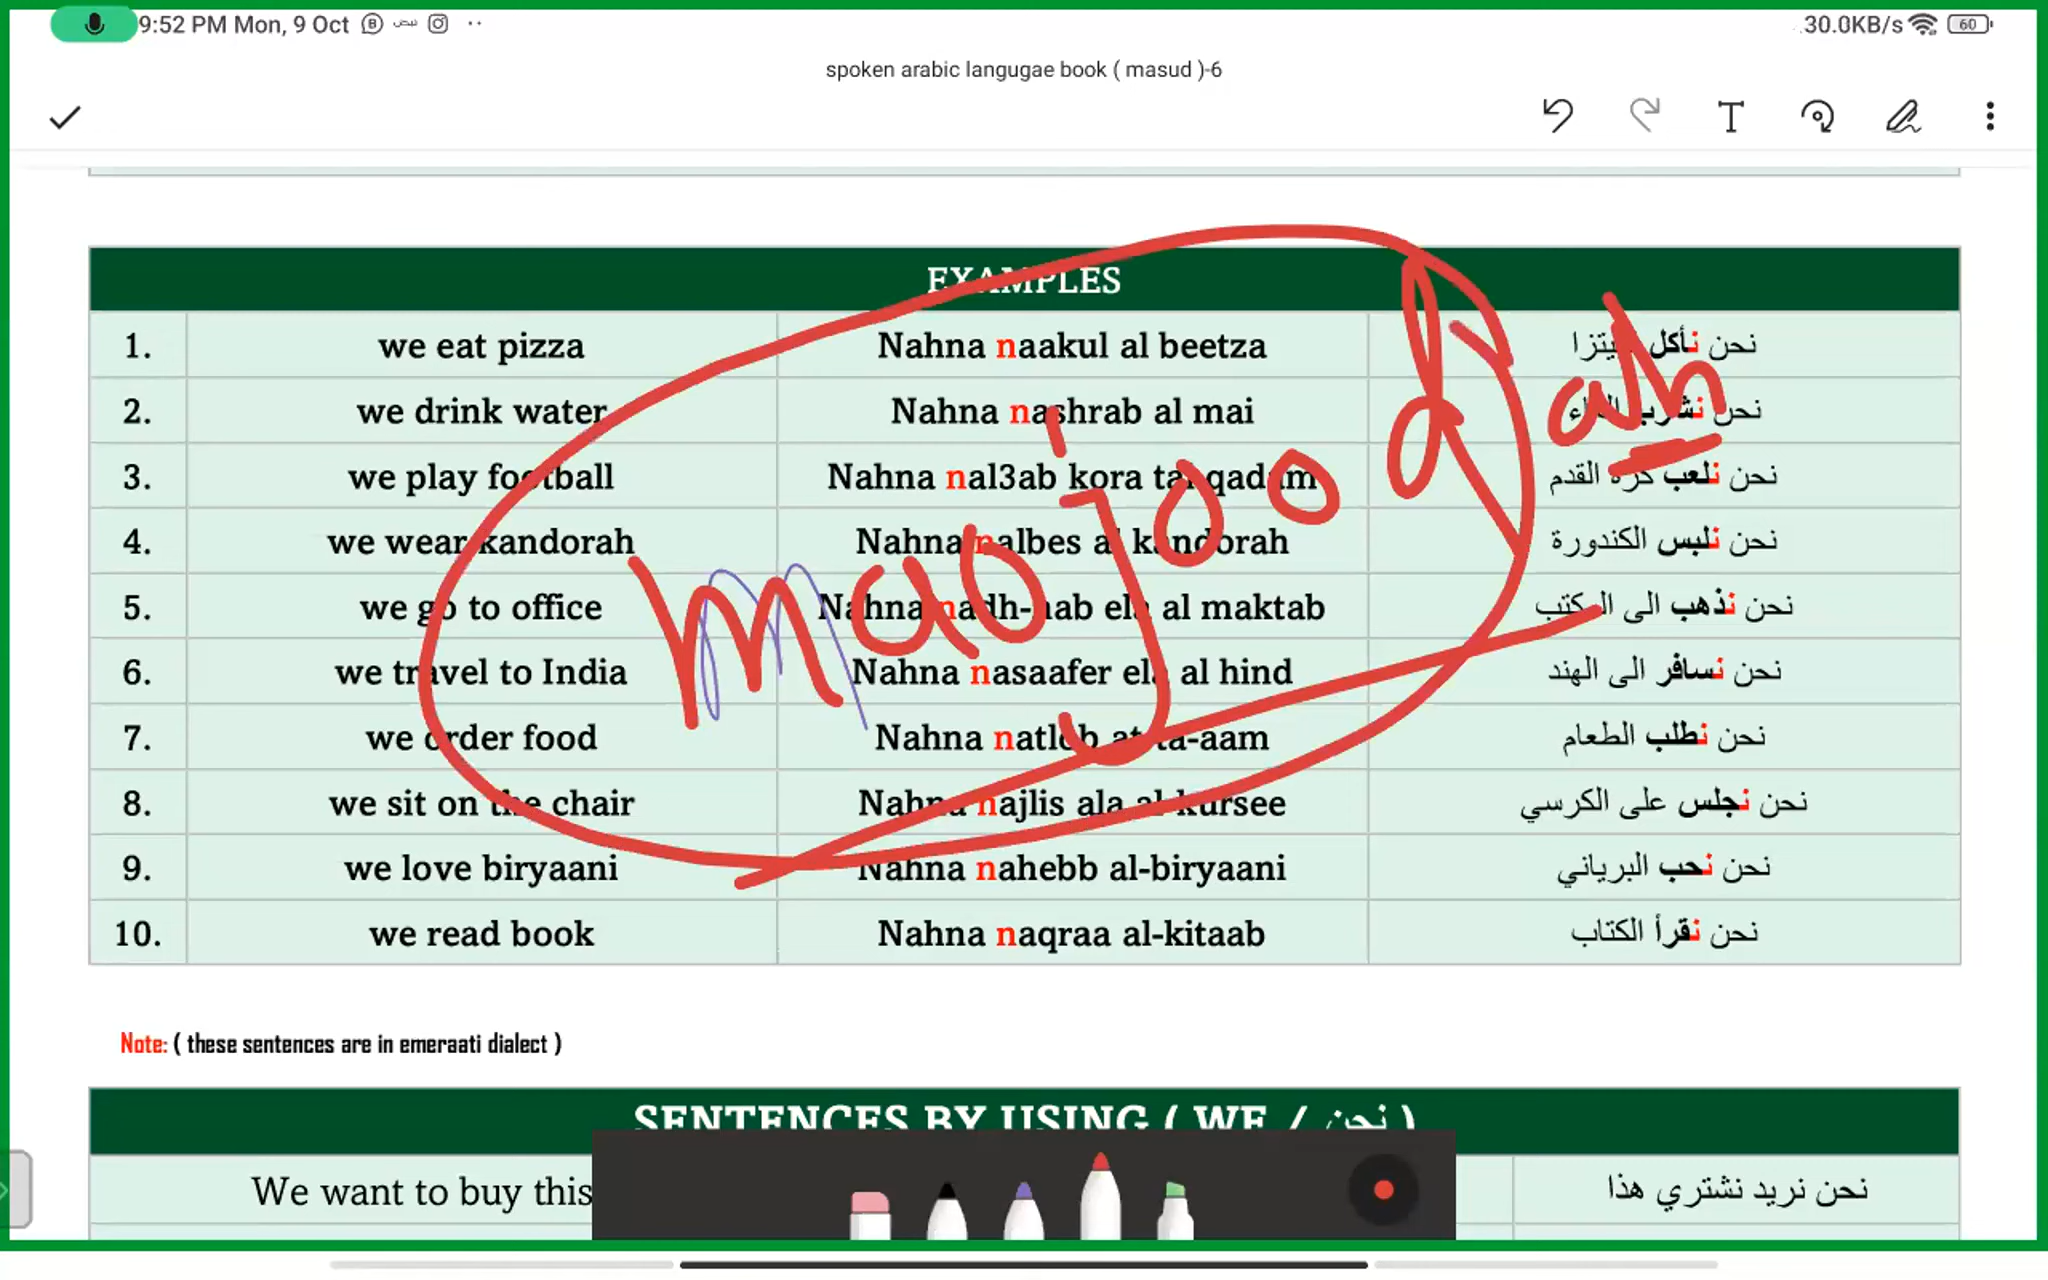 9:52 PM Mon, 9 Oct
30.0KB/s 60
spoken arabic langugae book ( masud )-6
EXAMPLES
1. we eat pizza Nahna naakul al beetza نحن نأكل بيتزا
2. we drink water Nahna nashrab al mai نحن نشرب الماء
3. we play football Nahna nal3ab kora tal qadam نحن نلعب كرة القدم
4. we wear kandorah Nahna nalbes al kandorah نحن نلبس الكندورة
5. we go to office Nahna nadh-hab ela al maktab نحن نذهب الى المكتب
6. we travel to India Nahna nasaafer ela al hind نحن نسافر الى الهند
7. we order food Nahna natlob at-ta-aam نحن نطلب الطعام
8. we sit on the chair Nahna najlis ala al-kursee نحن نجلس على الكرسي
9. we love biryaani Nahna nahebb al-biryaani نحن نحب البرياني
10. we read book Nahna naqraa al-kitaab نحن نقرأ الكتاب
maojood ah
Note: ( these sentences are in emeraati dialect )
SENTENCES BY USING ( WE / نحن )
We want to buy this نحن نريد نشتري هذا